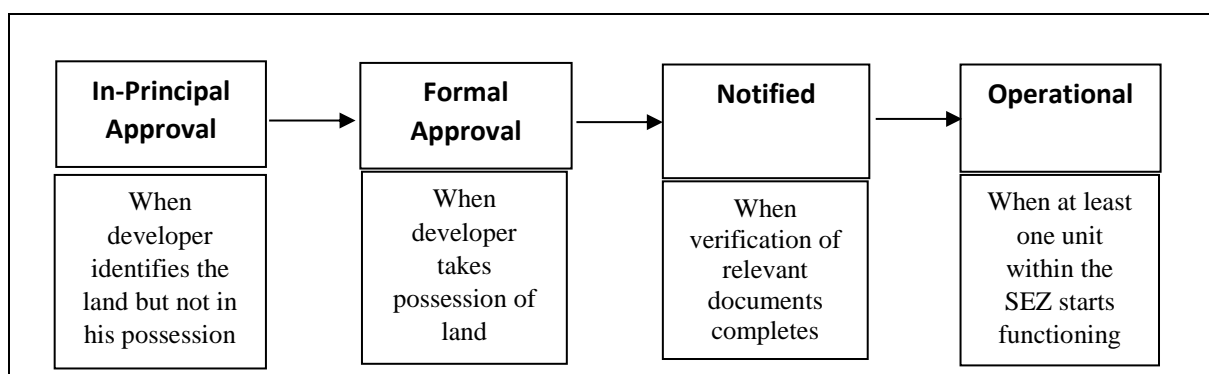 In-Principal
Approval
When
developer
identifies the
land but not in
his possession
Formal
Approval
When
developer
takes
possession of
land
Notified
When
verification of
relevant
documents
completes
Operational
When at least
one unit
within the
SEZ starts
functioning